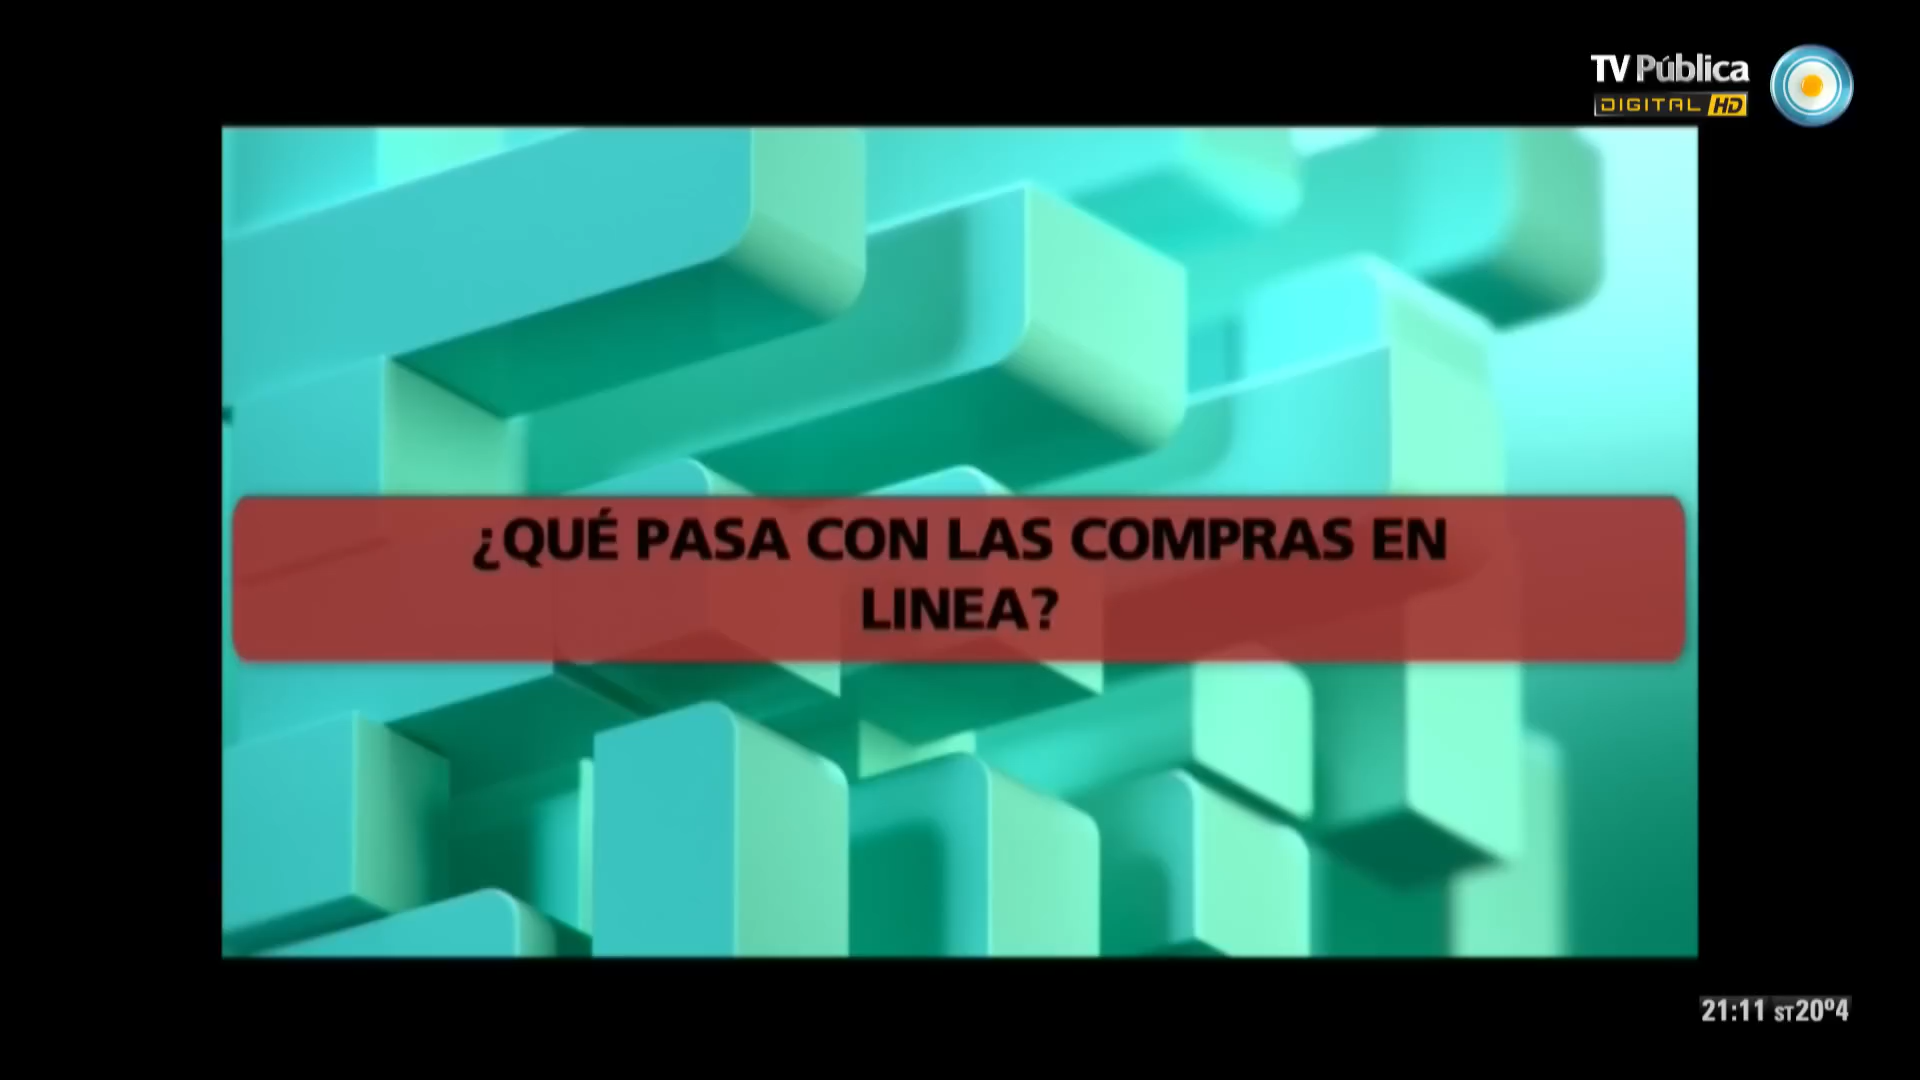 TV Pública
DIGITAL HD
¿QUÉ PASA CON LAS COMPRAS EN
LINEA?
21:11 ST20º4